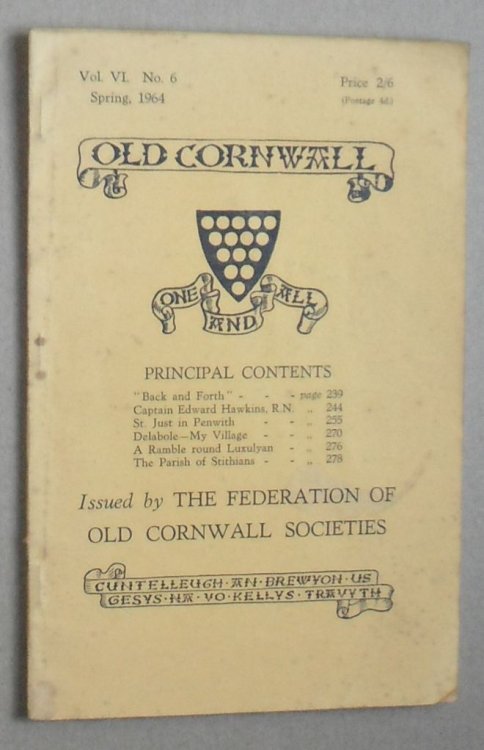 Vol. VI. No. 6
Spring, 1964
Price 2/6
(Postage 4d.)
OLD CORNWALL
ONE AND ALL
PRINCIPAL CONTENTS
"Back and Forth" - - - page 239
Captain Edward Hawkins, R.N. „ 244
St. Just in Penwith - - „ 255
Delabole—My Village - - „ 270
A Ramble round Luxulyan - „ 276
The Parish of Stithians - - „ 278
Issued by THE FEDERATION OF
OLD CORNWALL SOCIETIES
CUNTELLEUGH·AN·BREWYON·US
GESYS·NA·VO·KELLYS·TRAVYTH